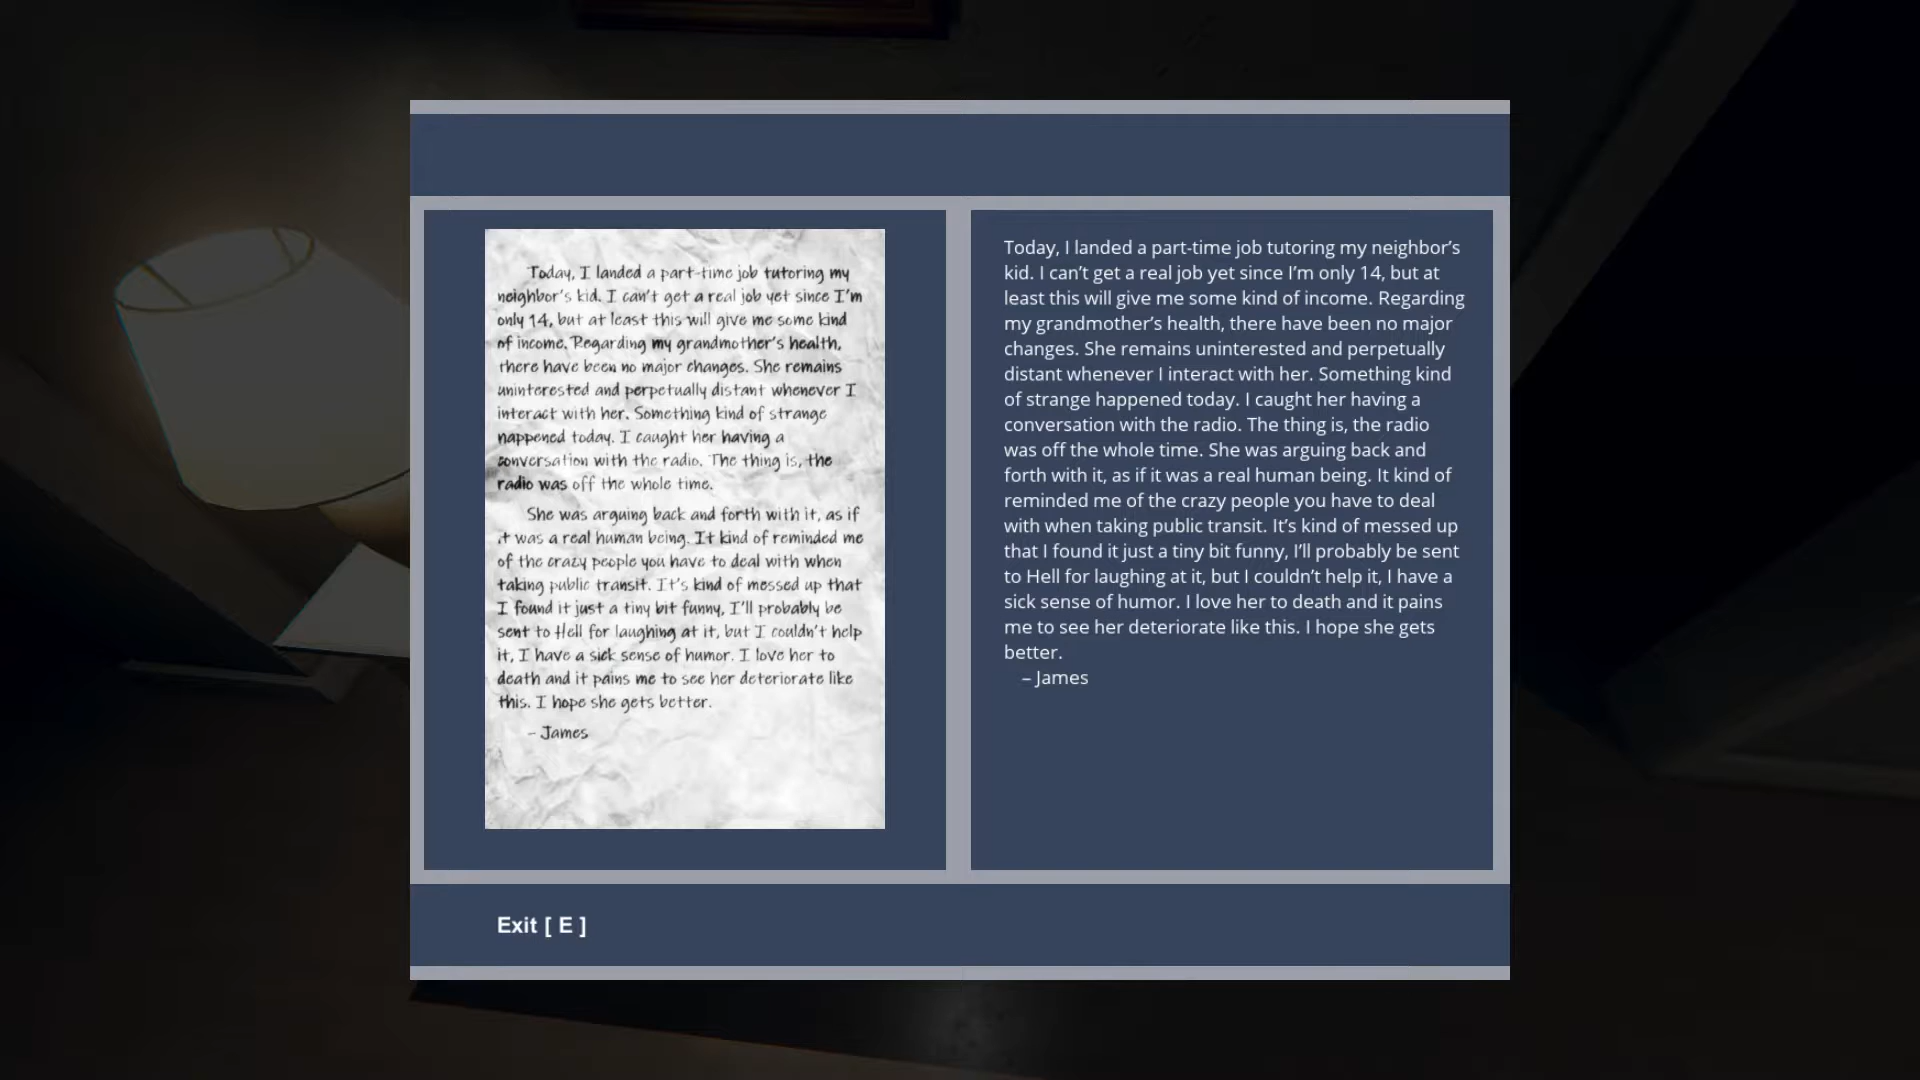 Today, I landed a part-time job tutoring my
neighbor's kid. I can't get a real job yet since I'm
only 14, but at least this will give me some kind
of income. Regarding my grandmother's health,
there have been no major changes. She remains
uninterested and perpetually distant whenever I
interact with her. Something kind of strange
happened today. I caught her having a
conversation with the radio. The thing is, the
radio was off the whole time.
She was arguing back and forth with it, as if
it was a real human being. It kind of reminded me
of the crazy people you have to deal with when
taking public transit. It's kind of messed up that
I found it just a tiny bit funny, I'll probably be
sent to Hell for laughing at it, but I couldn't help
it, I have a sick sense of humor. I love her to
death and it pains me to see her deteriorate like
this. I hope she gets better.
- James
Today, I landed a part-time job tutoring my neighbor's
kid. I can't get a real job yet since I'm only 14, but at
least this will give me some kind of income. Regarding
my grandmother's health, there have been no major
changes. She remains uninterested and perpetually
distant whenever I interact with her. Something kind
of strange happened today. I caught her having a
conversation with the radio. The thing is, the radio
was off the whole time. She was arguing back and
forth with it, as if it was a real human being. It kind of
reminded me of the crazy people you have to deal
with when taking public transit. It's kind of messed up
that I found it just a tiny bit funny, I'll probably be sent
to Hell for laughing at it, but I couldn't help it, I have a
sick sense of humor. I love her to death and it pains
me to see her deteriorate like this. I hope she gets
better.
– James
Exit [ E ]